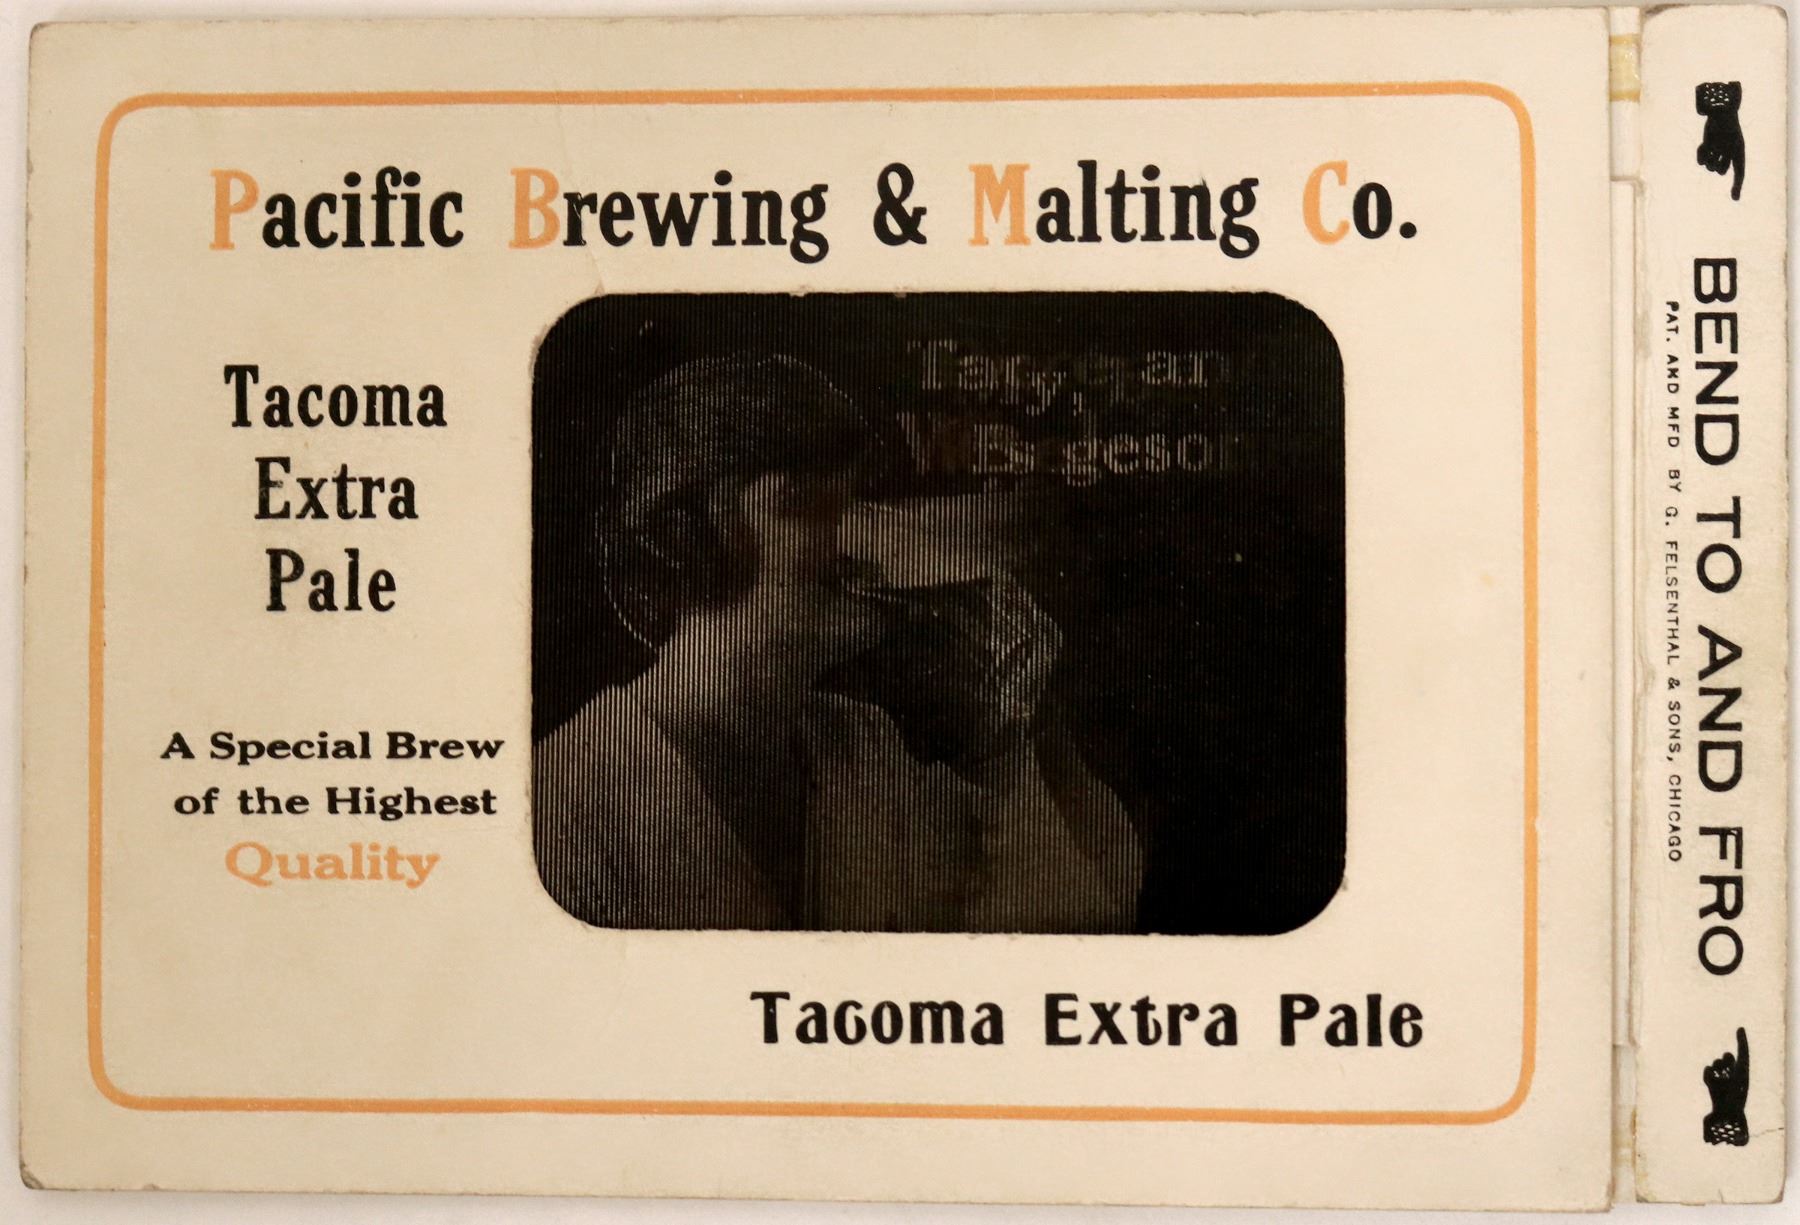 Pacific Brewing & Malting Co.
Tacoma
Extra
Pale
A Special Brew
of the Highest
Quality
Tacoma Extra Pale
BEND TO AND FRO
PAT. AND MFD BY G. FELSENTHAL & SONS, CHICAGO